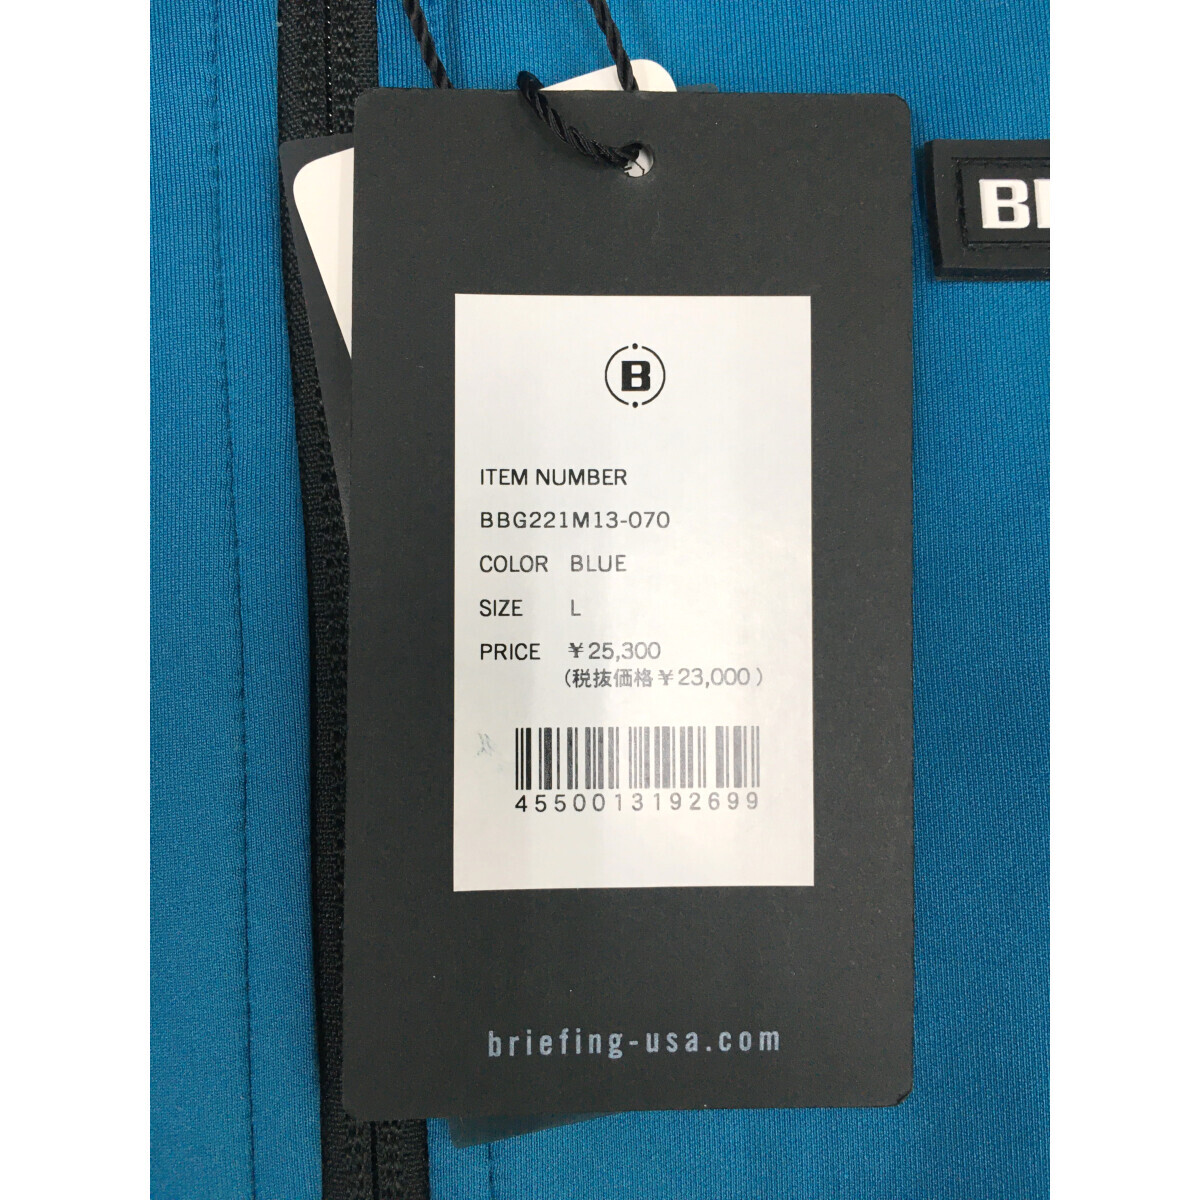 B
ITEM NUMBER
BBG221M13-070
COLOR BLUE
SIZE L
PRICE ¥25,300
(税抜価格¥23,000)
4550013192699
briefing-usa.com